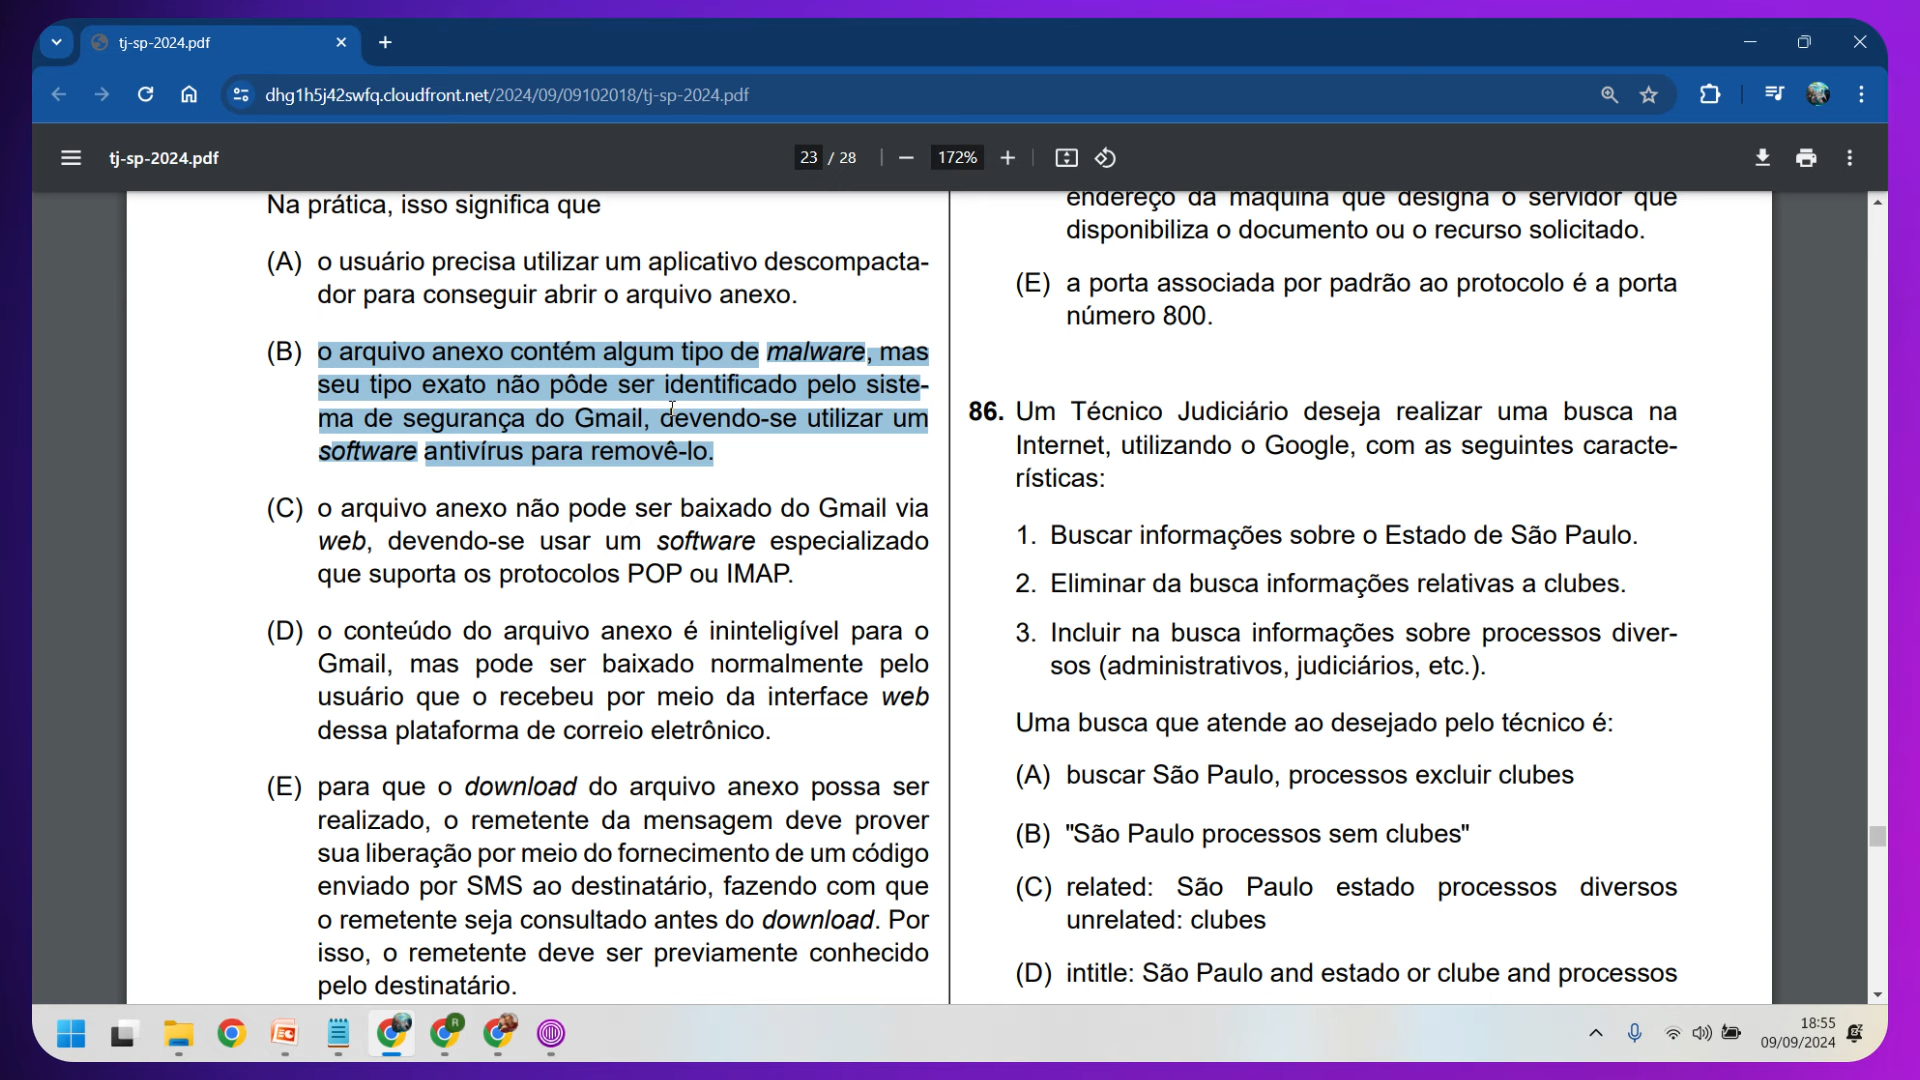 tj-sp-2024.pdf
dhg1h5j42swfq.cloudfront.net/2024/09/09102018/tj-sp-2024.pdf
tj-sp-2024.pdf
23 / 28
172%
Na prática, isso significa que
(A) o usuário precisa utilizar um aplicativo descompacta-
dor para conseguir abrir o arquivo anexo.
(B) o arquivo anexo contém algum tipo de malware, mas
seu tipo exato não pôde ser identificado pelo siste-
ma de segurança do Gmail, devendo-se utilizar um
software antivírus para removê-lo.
(C) o arquivo anexo não pode ser baixado do Gmail via
web, devendo-se usar um software especializado
que suporta os protocolos POP ou IMAP.
(D) o conteúdo do arquivo anexo é ininteligível para o
Gmail, mas pode ser baixado normalmente pelo
usuário que o recebeu por meio da interface web
dessa plataforma de correio eletrônico.
(E) para que o download do arquivo anexo possa ser
realizado, o remetente da mensagem deve prover
sua liberação por meio do fornecimento de um código
enviado por SMS ao destinatário, fazendo com que
o remetente seja consultado antes do download. Por
isso, o remetente deve ser previamente conhecido
pelo destinatário.
endereço da máquina que designa o servidor que
disponibiliza o documento ou o recurso solicitado.
(E) a porta associada por padrão ao protocolo é a porta
número 800.
86. Um Técnico Judiciário deseja realizar uma busca na
Internet, utilizando o Google, com as seguintes caracte-
rísticas:
1. Buscar informações sobre o Estado de São Paulo.
2. Eliminar da busca informações relativas a clubes.
3. Incluir na busca informações sobre processos diver-
sos (administrativos, judiciários, etc.).
Uma busca que atende ao desejado pelo técnico é:
(A) buscar São Paulo, processos excluir clubes
(B) "São Paulo processos sem clubes"
(C) related: São Paulo estado processos diversos
unrelated: clubes
(D) intitle: São Paulo and estado or clube and processos
R
18:55
09/09/2024